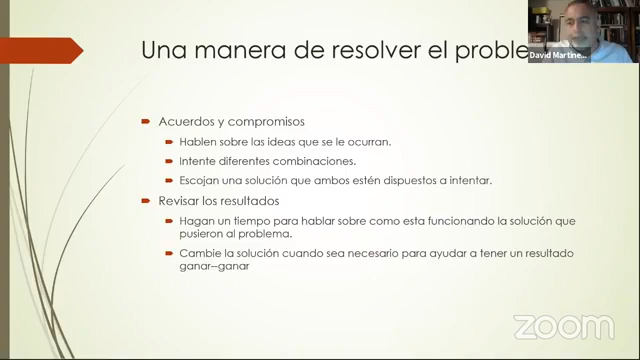 Una manera de resolver el proble
David Martine...
Acuerdos y compromisos
Hablen sobre las ideas que se le ocurran.
Intente diferentes combinaciones.
Escojan una solución que ambos estén dispuestos a intentar.
Revisar los resultados
Hagan un tiempo para hablar sobre como esta funcionando la solución que
pusieron al problema.
Cambie la solución cuando sea necesario para ayudar a tener un resultado
ganar--ganar
zoom